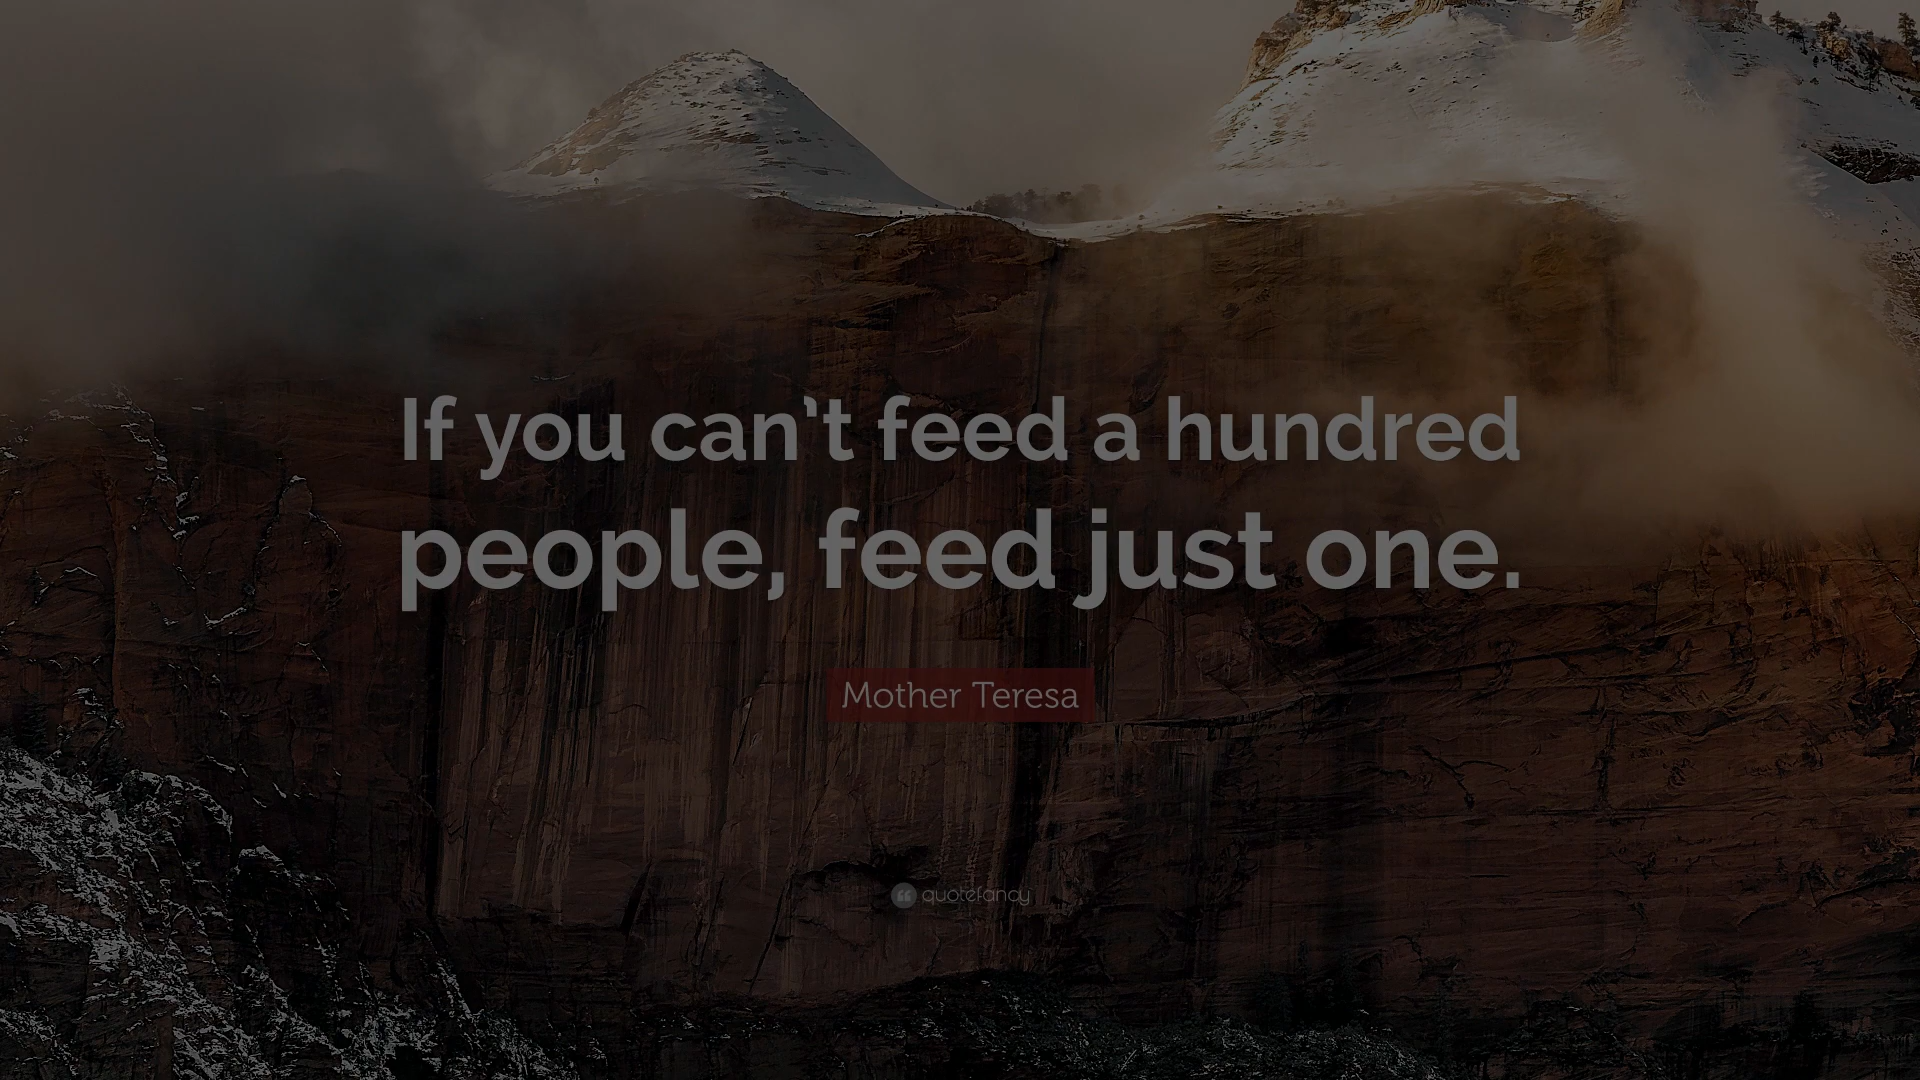 If you can’t feed a hundred
people, feed just one.
Mother Teresa
quotefancy